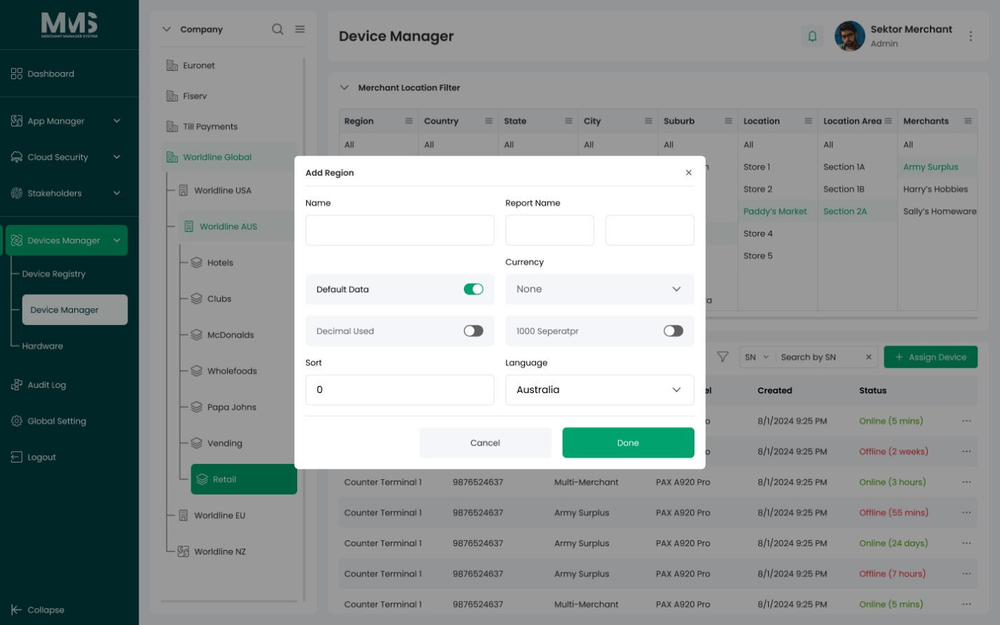 MMS
MERCHANT MANAGER SYSTEM
Dashboard
App Manager
Cloud Security
Stakeholders
Devices Manager
Device Registry
Device Manager
Hardware
Audit Log
Global Setting
Logout
Collapse
Company
Euronet
Fiserv
Till Payments
Worldline Global
Worldline USA
Worldline AUS
Hotels
Clubs
McDonalds
Wholefoods
Papa Johns
Vending
Retail
Worldline EU
Worldline NZ
Device Manager
Sektor Merchant
Admin
Merchant Location Filter
Region Country State City Suburb Location Location Area Merchants
All All All All All All All All
Store 1 Section 1A Army Surplus
Store 2 Section 1B Harry's Hobbies
Paddy's Market Section 2A Sally's Homeware
Store 4
Store 5
Add Region
Name Report Name
Currency
Default Data None
Decimal Used 1000 Seperatpr
Sort Language
0 Australia
Cancel Done
SN Search by SN + Assign Device
Created Status
8/1/2024 9:25 PM Online (5 mins)
8/1/2024 9:25 PM Offline (2 weeks)
Counter Terminal 1 9876524637 Multi-Merchant PAX A920 Pro 8/1/2024 9:25 PM Online (3 hours)
Counter Terminal 1 9876524637 Army Surplus PAX A920 Pro 8/1/2024 9:25 PM Offline (55 mins)
Counter Terminal 1 9876524637 Army Surplus PAX A920 Pro 8/1/2024 9:25 PM Online (24 days)
Counter Terminal 1 9876524637 Army Surplus PAX A920 Pro 8/1/2024 9:25 PM Offline (7 hours)
Counter Terminal 1 9876524637 Multi-Merchant PAX A920 Pro 8/1/2024 9:25 PM Online (5 mins)